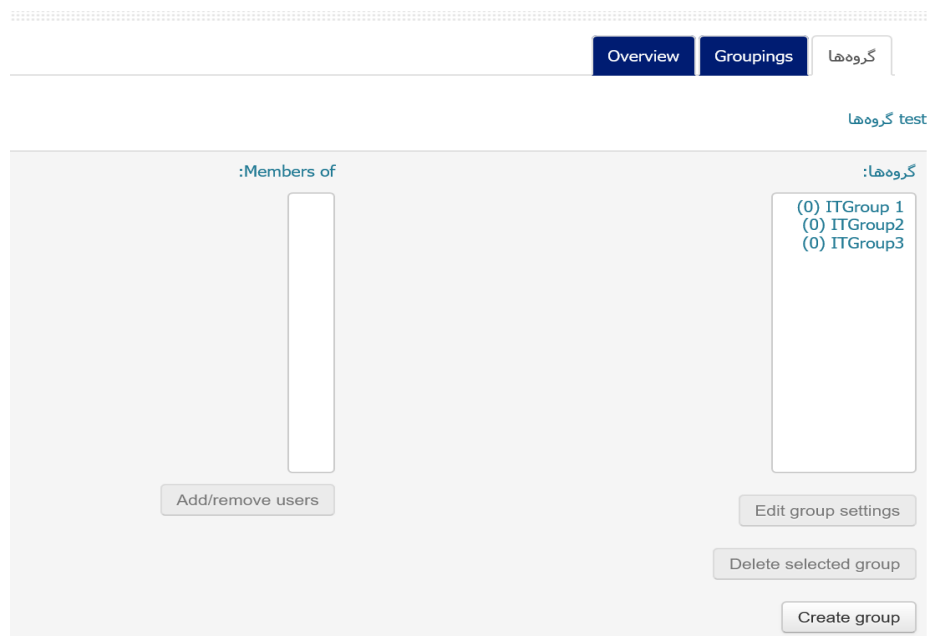 گروه‌ها Groupings Overview
test گروه‌ها
گروه‌ها:
ITGroup 1 (0)
ITGroup2 (0)
ITGroup3 (0)
Edit group settings
Delete selected group
Create group
Members of:
Add/remove users